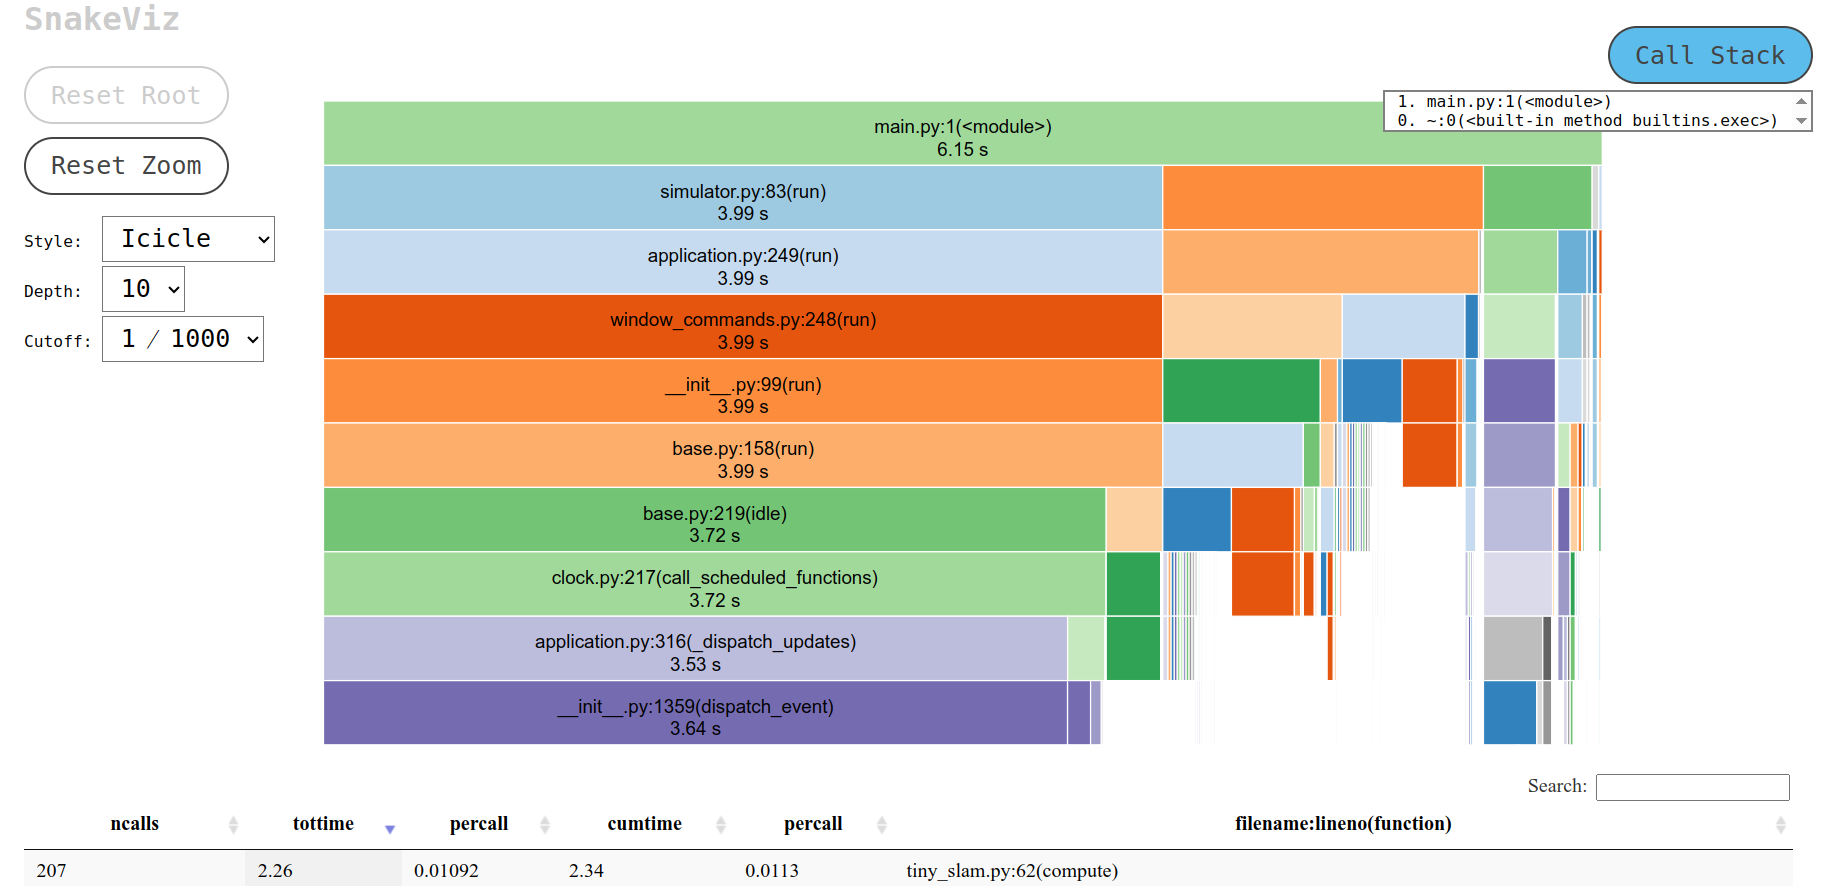 SnakeViz
Call Stack
1. main.py:1(<module>)
0. ~:0(<built-in method builtins.exec>)
Reset Root
Reset Zoom
Style: Icicle
Depth: 10
Cutoff: 1 / 1000
main.py:1(<module>)
6.15 s
simulator.py:83(run)
3.99 s
application.py:249(run)
3.99 s
window_commands.py:248(run)
3.99 s
__init__.py:99(run)
3.99 s
base.py:158(run)
3.99 s
base.py:219(idle)
3.72 s
clock.py:217(call_scheduled_functions)
3.72 s
application.py:316(_dispatch_updates)
3.53 s
__init__.py:1359(dispatch_event)
3.64 s
Search:
ncalls tottime percall cumtime percall filename:lineno(function)
207 2.26 0.01092 2.34 0.0113 tiny_slam.py:62(compute)